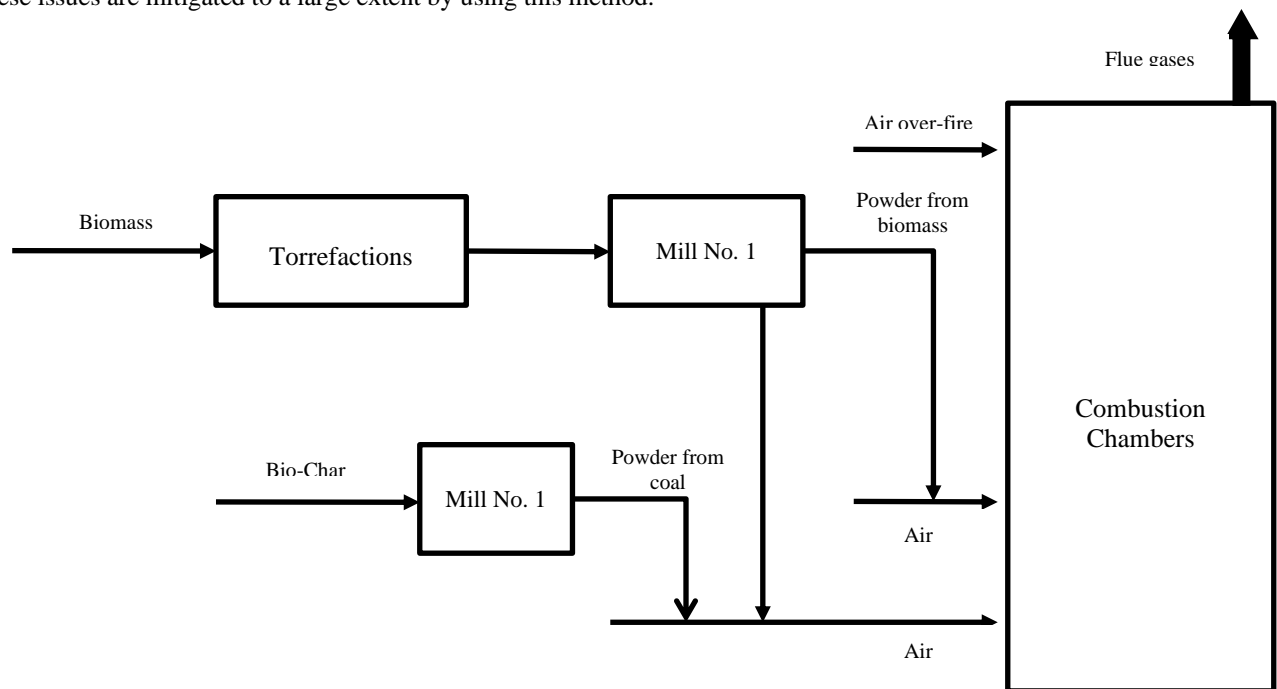 ese issues are mitigated to a large extent by using this method.
Flue gases
Air over-fire
Biomass
Torrefactions
Mill No. 1
Powder from
biomass
Combustion
Chambers
Bio-Char
Mill No. 1
Powder from
coal
Air
Air